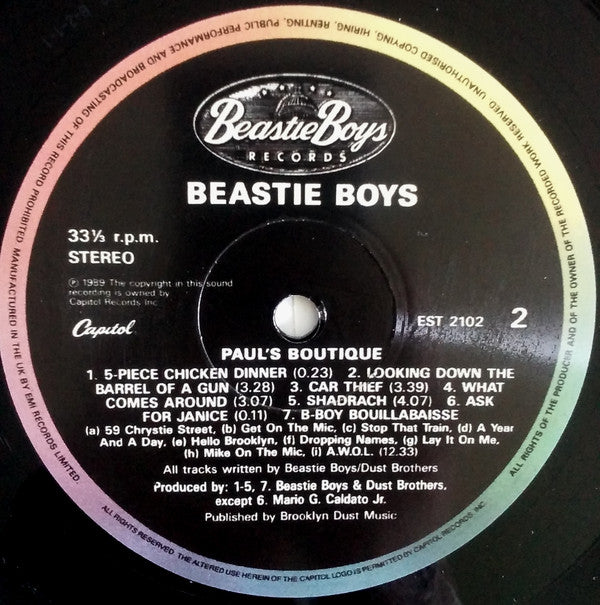 Beastie Boys
RECORDS
BEASTIE BOYS
33⅓ r.p.m.
STEREO
℗ 1989 The copyright in this sound
recording is owned by
Capitol Records Inc.
Capitol
EST 2102 2
PAUL'S BOUTIQUE
1. 5-PIECE CHICKEN DINNER (0.23) 2. LOOKING DOWN THE
BARREL OF A GUN (3.28) 3. CAR THIEF (3.39) 4. WHAT
COMES AROUND (3.07) 5. SHADRACH (4.07) 6. ASK
FOR JANICE (0.11) 7. B-BOY BOUILLABAISSE
(a) 59 Chrystie Street, (b) Get On The Mic, (c) Stop That Train, (d) A Year
And A Day, (e) Hello Brooklyn, (f) Dropping Names, (g) Lay It On Me,
(h) Mike On The Mic, (i) A.W.O.L. (12.33)
All tracks written by Beastie Boys/Dust Brothers
Produced by: 1-5, 7. Beastie Boys & Dust Brothers,
except 6. Mario G. Caldato Jr.
Published by Brooklyn Dust Music
ALL RIGHTS OF THE PRODUCER AND OF THE OWNER OF THE RECORDED WORK RESERVED UNAUTHORISED COPYING, HIRING, RENTING, PUBLIC PERFORMANCE AND BROADCASTING OF THIS RECORD PROHIBITED. MANUFACTURED IN THE UK BY EMI RECORDS LIMITED.
ALL RIGHTS RESERVED. THE ALTERED USE HEREIN OF THE CAPITOL LOGO IS PERMITTED BY CAPITOL RECORDS, INC.